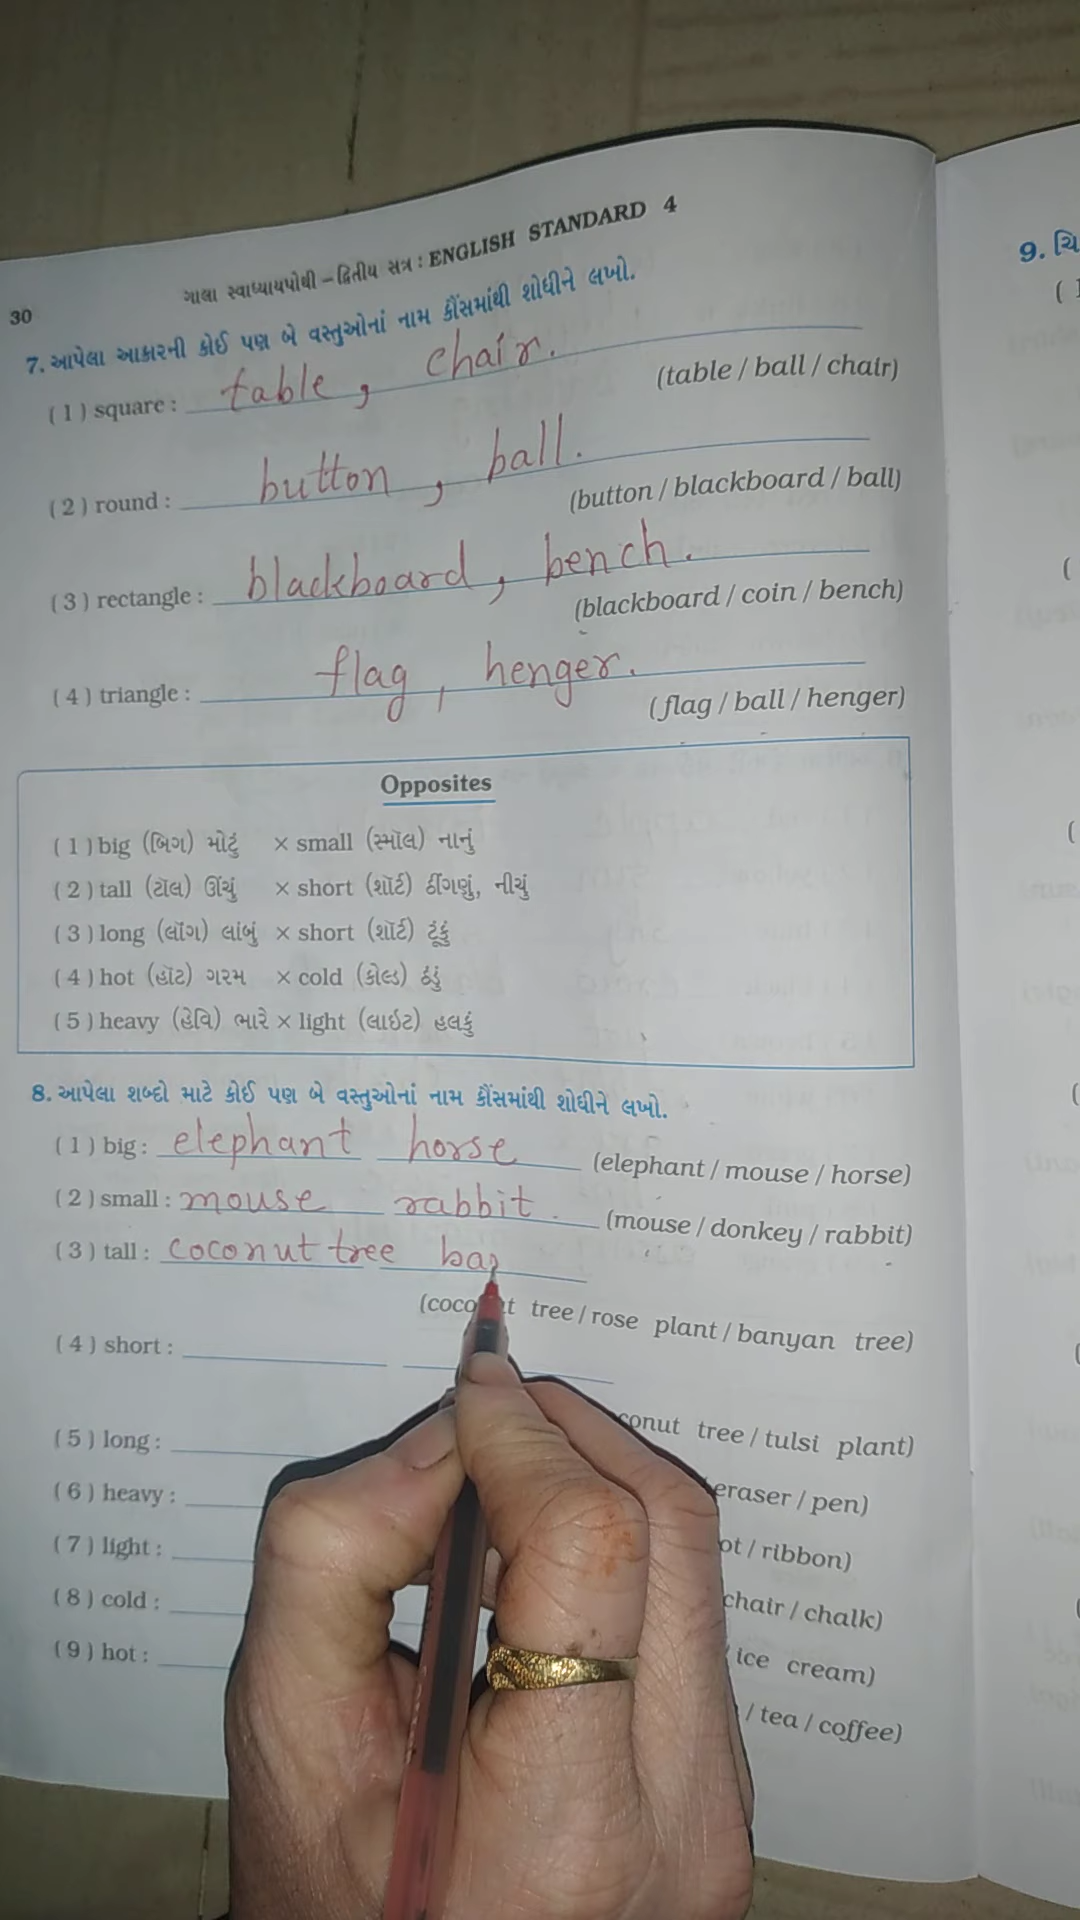 30
ગાલા સ્વાધ્યાયપોથી – દ્વિતીય સત્ર : ENGLISH STANDARD 4
7. આપેલા આકારની કોઈ પણ બે વસ્તુઓનાં નામ કૌંસમાંથી શોધીને લખો.
( 1 ) square : table , chair.
(table / ball / chair)
( 2 ) round : button , ball.
(button / blackboard / ball)
( 3 ) rectangle : blackboard , bench.
(blackboard / coin / bench)
( 4 ) triangle : flag , henger.
(flag / ball / henger)
Opposites
( 1 ) big (બિગ) મોટું × small (સ્મૉલ) નાનું
( 2 ) tall (ટૉલ) ઊંચું × short (શૉર્ટ) ઠીંગણું, નીચું
( 3 ) long (લૉંગ) લાંબું × short (શૉર્ટ) ટૂંકું
( 4 ) hot (હૉટ) ગરમ × cold (કોલ્ડ) ઠંડું
( 5 ) heavy (હેવિ) ભારે × light (લાઇટ) હલકું
8. આપેલા શબ્દો માટે કોઈ પણ બે વસ્તુઓનાં નામ કૌંસમાંથી શોધીને લખો.
( 1 ) big : elephant horse (elephant / mouse / horse)
( 2 ) small : mouse rabbit . (mouse / donkey / rabbit)
( 3 ) tall : coconut tree
tree / rose plant / banyan tree)
( 4 ) short :
tree / tulsi plant)
( 5 ) long : eraser / pen)
( 6 ) heavy : / ribbon)
( 7 ) light : chair / chalk)
( 8 ) cold : ice cream)
( 9 ) hot : / tea / coffee)
9.